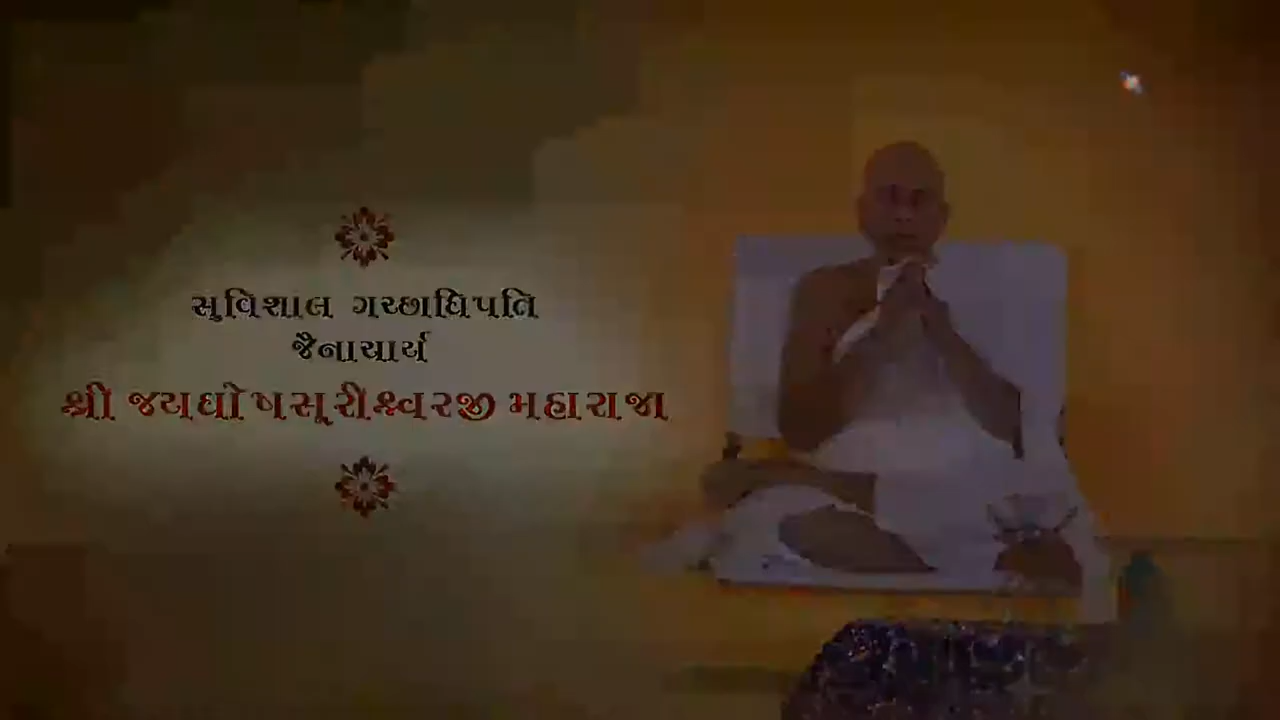 સુવિશાલ ગચ્છાધિપતિ
જૈનાચાર્ય
શ્રી જયઘોષસૂરીશ્વરજી મહારાજા